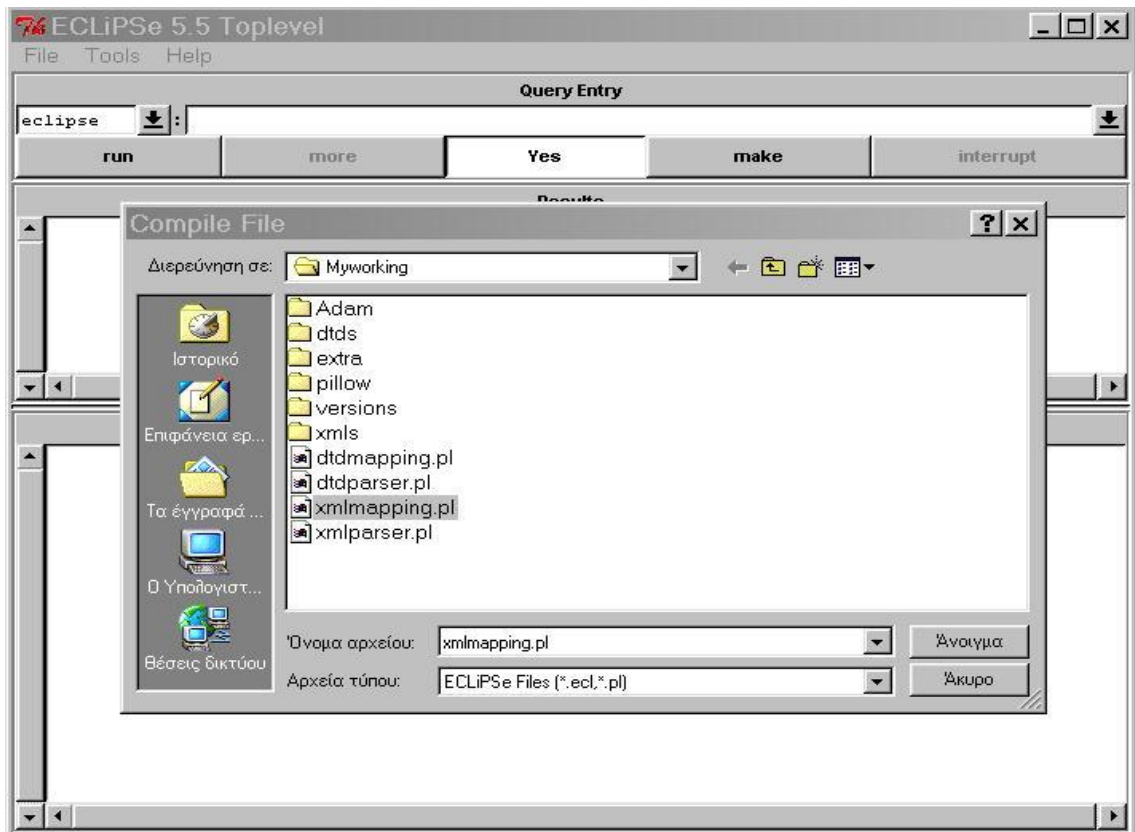 ECLiPSe 5.5 Toplevel
File Tools Help
Query Entry
eclipse :
run more Yes make interrupt
Results
Compile File
Διερεύνηση σε: Myworking
Ιστορικό
Επιφάνεια ερ...
Τα έγγραφά ...
Ο Υπολογιστ...
Θέσεις δικτύου
Adam
dtds
extra
pillow
versions
xmls
dtdmapping.pl
dtdparser.pl
xmlmapping.pl
xmlparser.pl
Όνομα αρχείου: xmlmapping.pl Άνοιγμα
Αρχεία τύπου: ECLiPSe Files (*.ecl,*.pl) Άκυρο